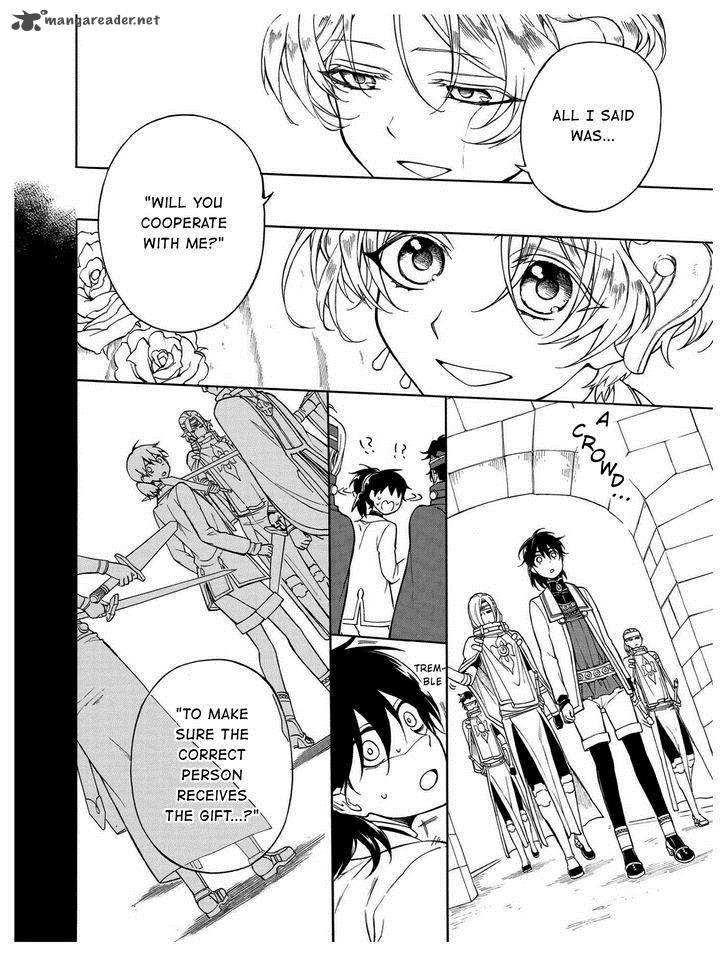 mangareader.net
ALL I SAID
WAS...
"WILL YOU
COOPERATE
WITH ME?"
A
CROWD...
!?
!?
TREM-
BLE
"TO MAKE
SURE THE
CORRECT
PERSON
RECEIVES
THE GIFT...?"